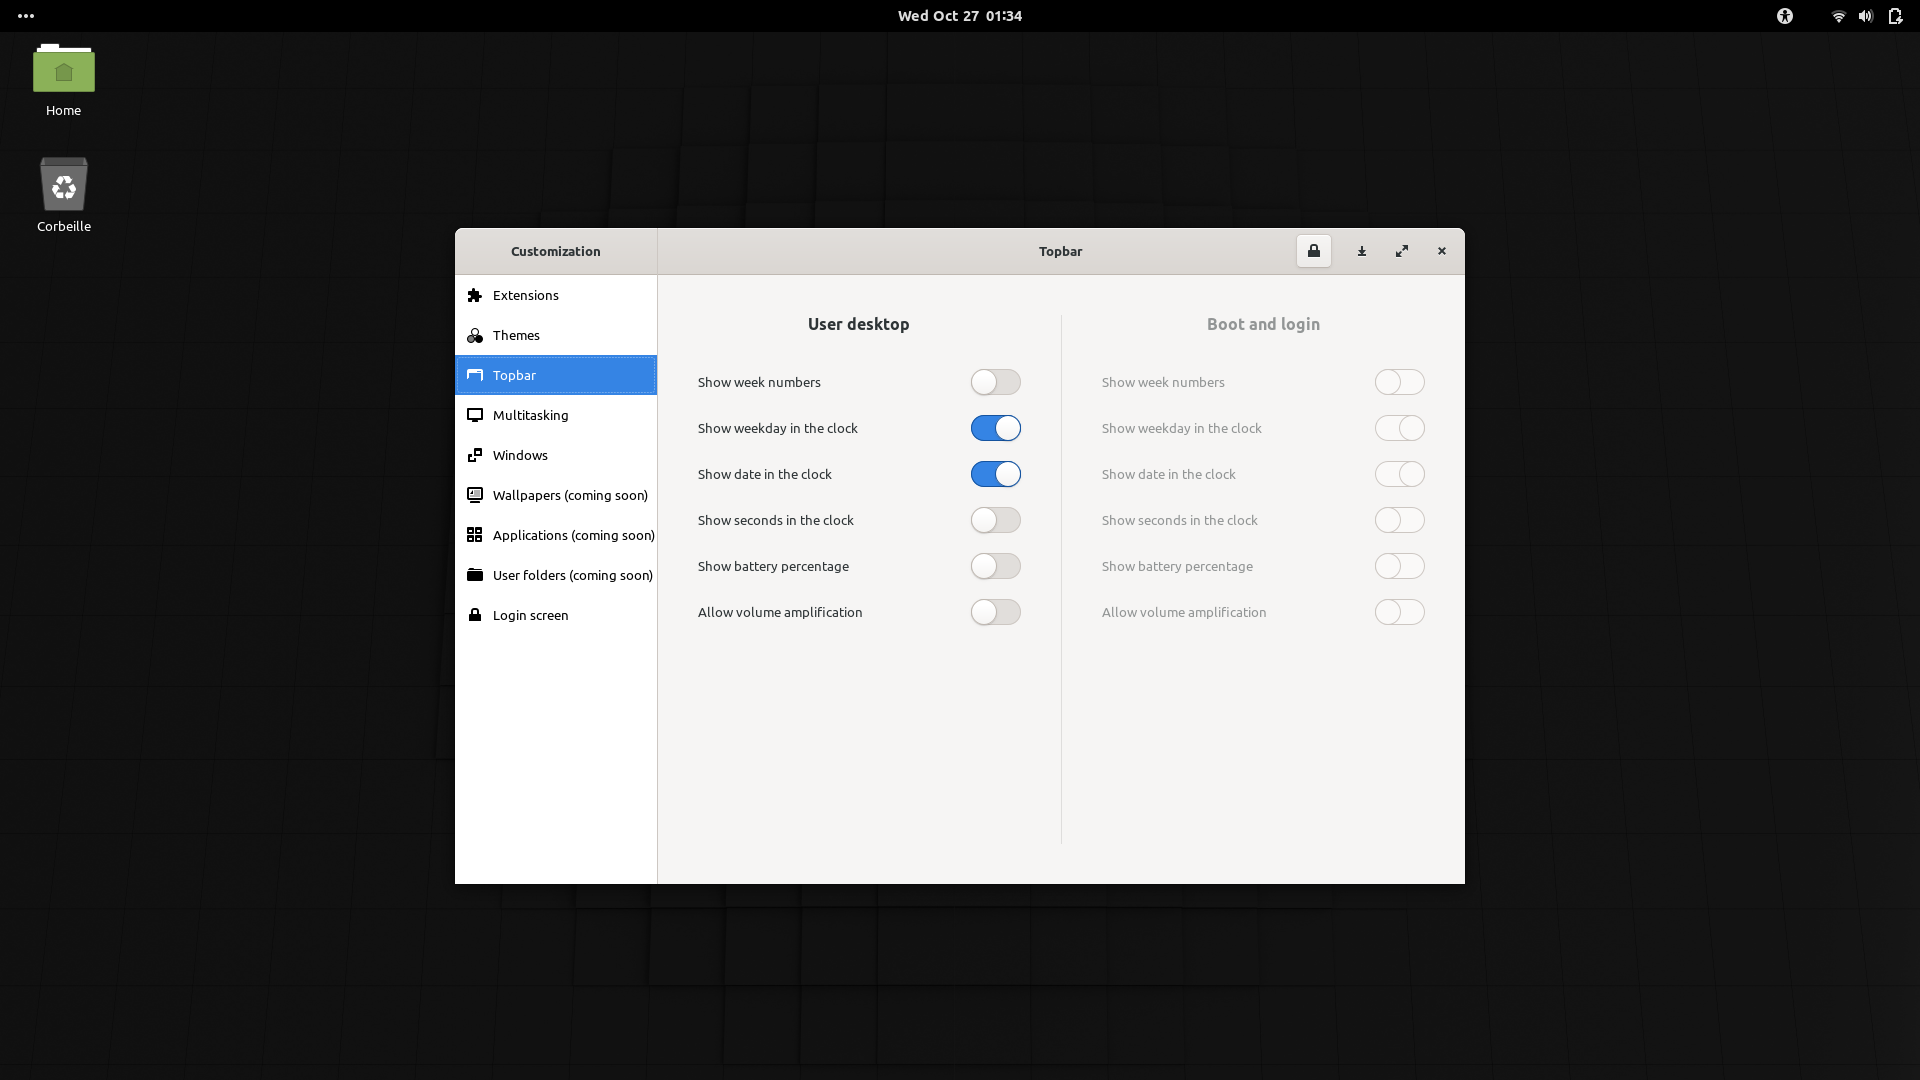 Wed Oct 27 01:34
Home
Corbeille
Customization
Topbar
Extensions
Themes
Topbar
Multitasking
Windows
Wallpapers (coming soon)
Applications (coming soon)
User folders (coming soon)
Login screen
User desktop
Show week numbers
Show weekday in the clock
Show date in the clock
Show seconds in the clock
Show battery percentage
Allow volume amplification
Boot and login
Show week numbers
Show weekday in the clock
Show date in the clock
Show seconds in the clock
Show battery percentage
Allow volume amplification